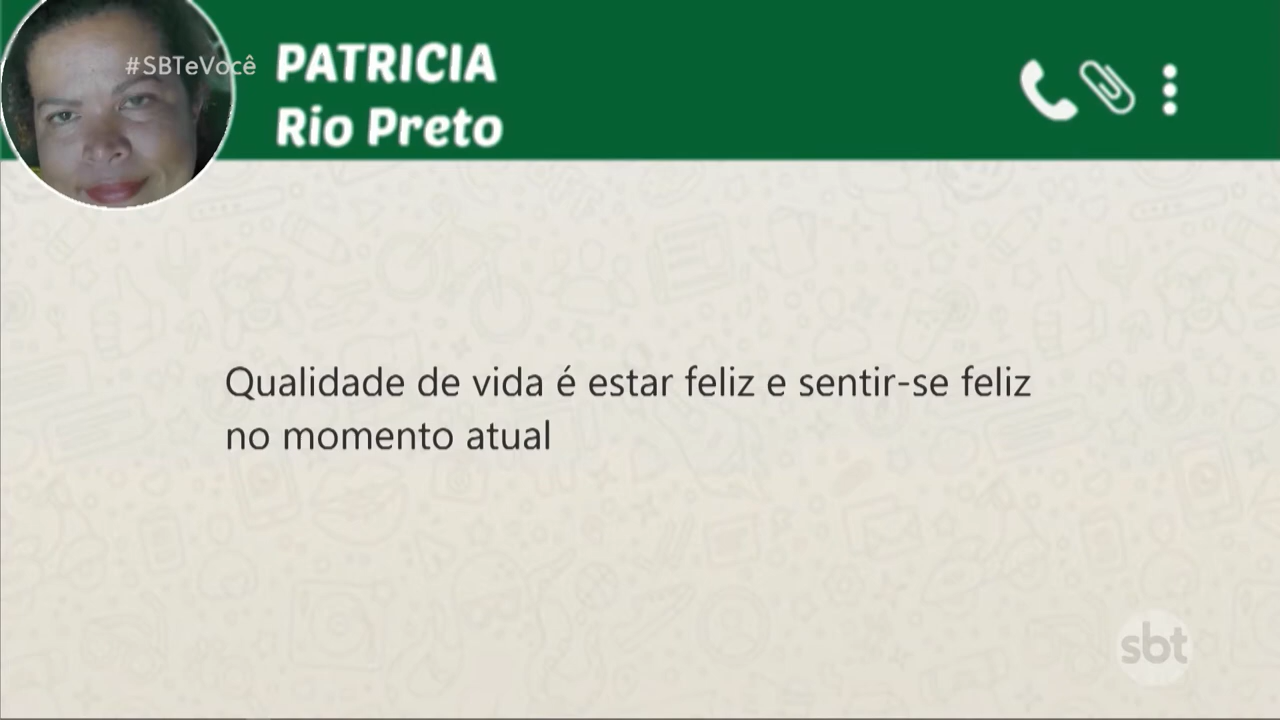 #SBTeVocê
PATRICIA
Rio Preto
Qualidade de vida é estar feliz e sentir-se feliz
no momento atual
sbt